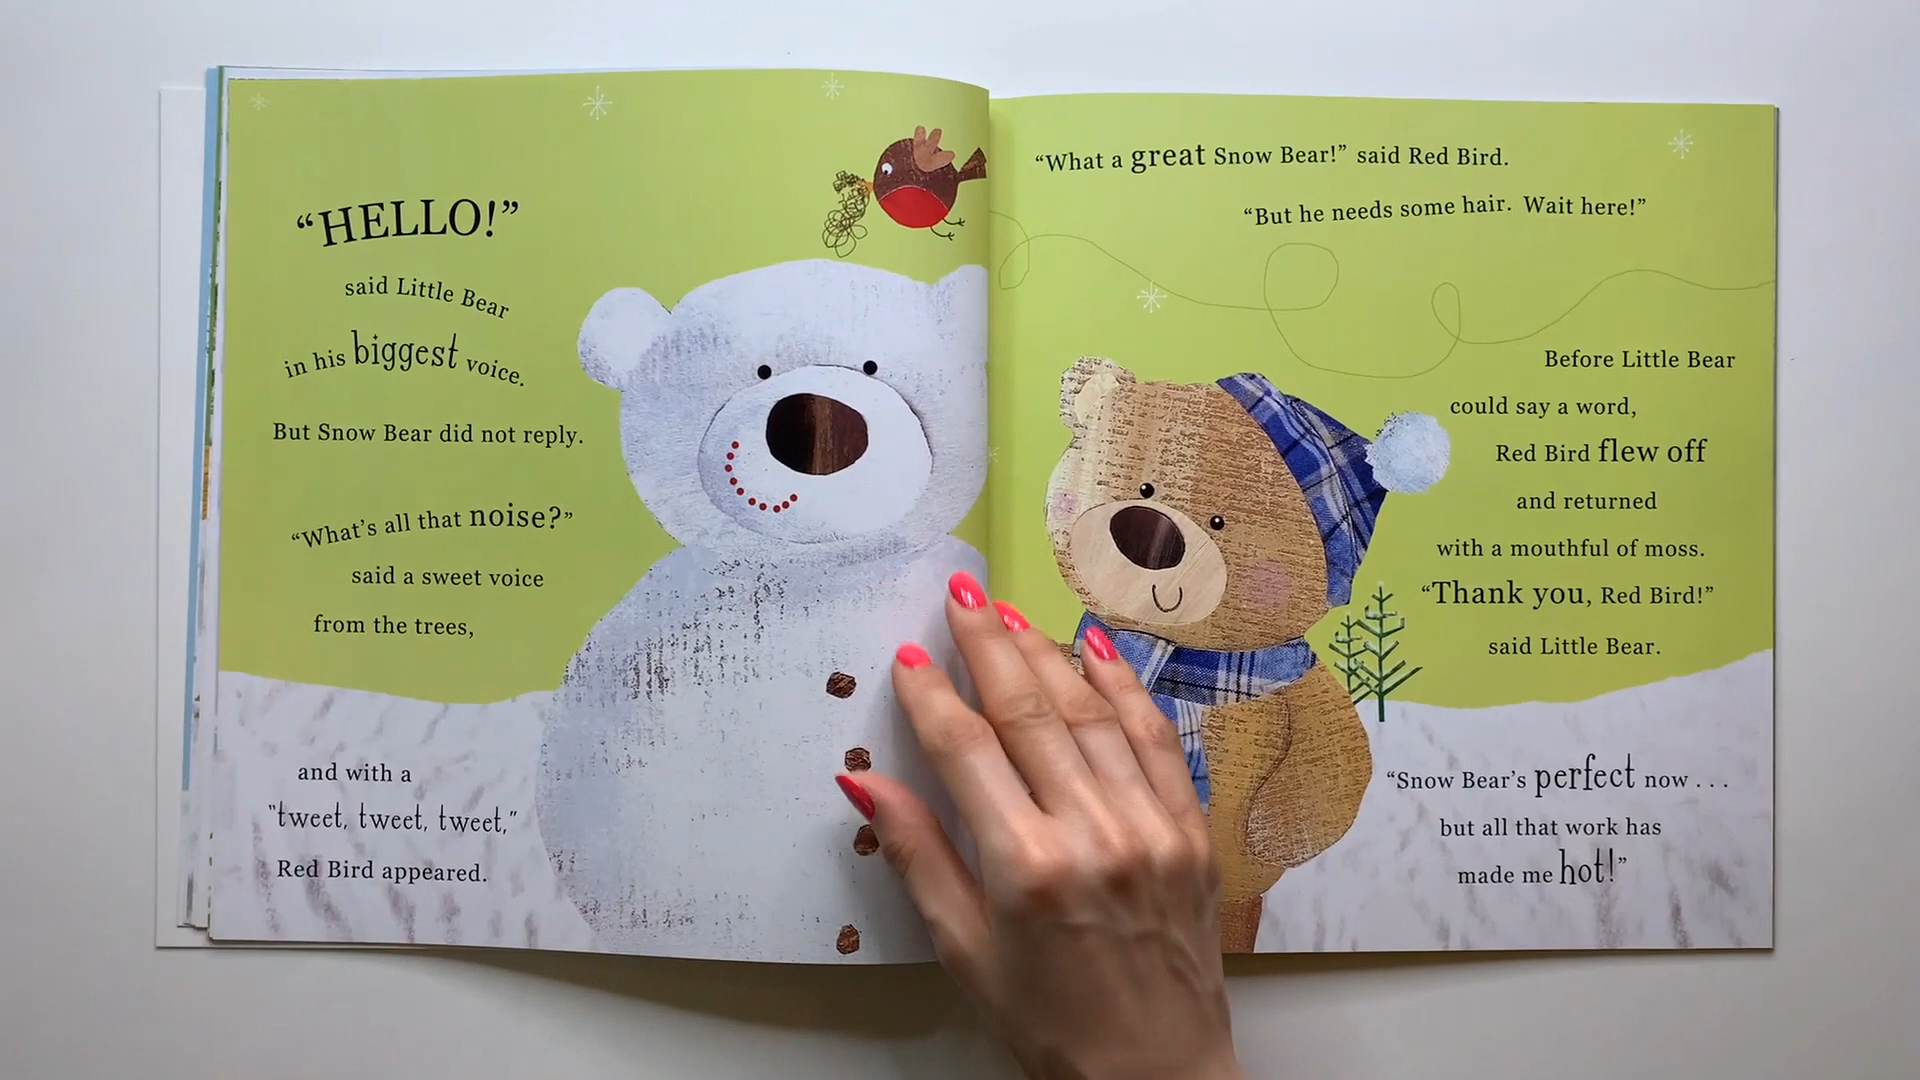 “HELLO!”
said Little Bear
in his biggest voice.
But Snow Bear did not reply.
“What’s all that noise?”
said a sweet voice
from the trees,
and with a
“tweet, tweet, tweet,”
Red Bird appeared.
“What a great Snow Bear!” said Red Bird.
“But he needs some hair. Wait here!”
Before Little Bear
could say a word,
Red Bird flew off
and returned
with a mouthful of moss.
“Thank you, Red Bird!”
said Little Bear.
“Snow Bear’s perfect now . . .
but all that work has
made me hot!”